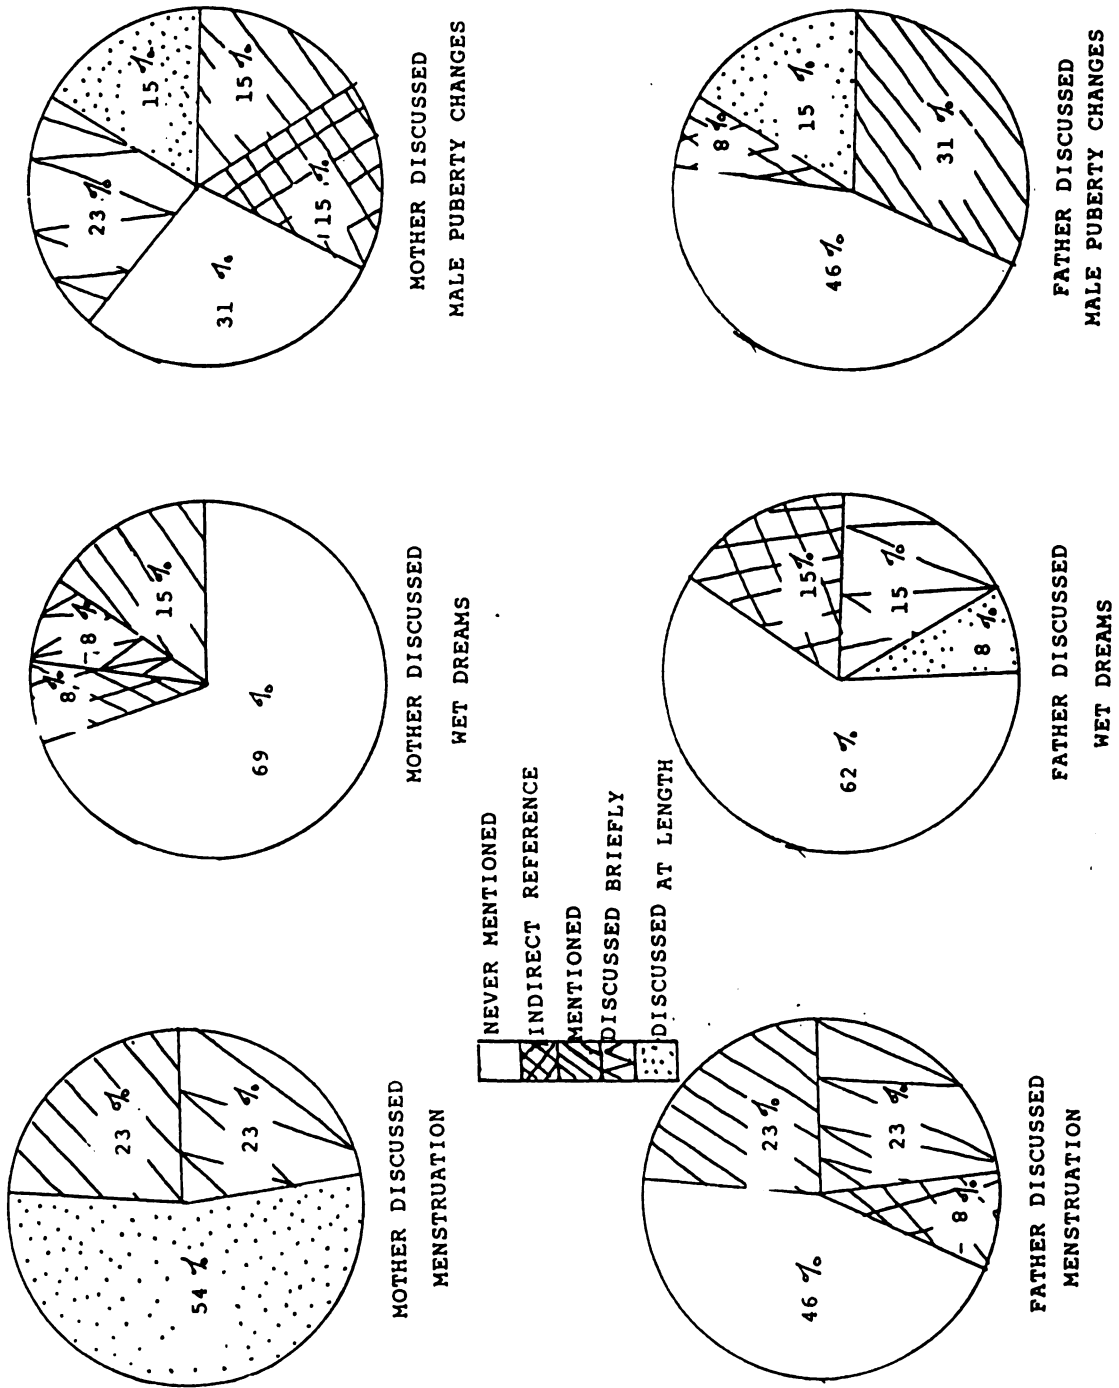 23 %
54 %
23 %
MOTHER DISCUSSED
MENSTRUATION
8 %
8 %
15 %
69 %
MOTHER DISCUSSED
WET DREAMS
23 %
15 %
31 %
15 %
15 %
MOTHER DISCUSSED
MALE PUBERTY CHANGES
NEVER MENTIONED
INDIRECT REFERENCE
MENTIONED
DISCUSSED BRIEFLY
DISCUSSED AT LENGTH
23 %
46 %
23 %
8 %
FATHER DISCUSSED
MENSTRUATION
15%
62 %
15 %
8 %
FATHER DISCUSSED
WET DREAMS
8 %
15 %
46 %
31 %
FATHER DISCUSSED
MALE PUBERTY CHANGES